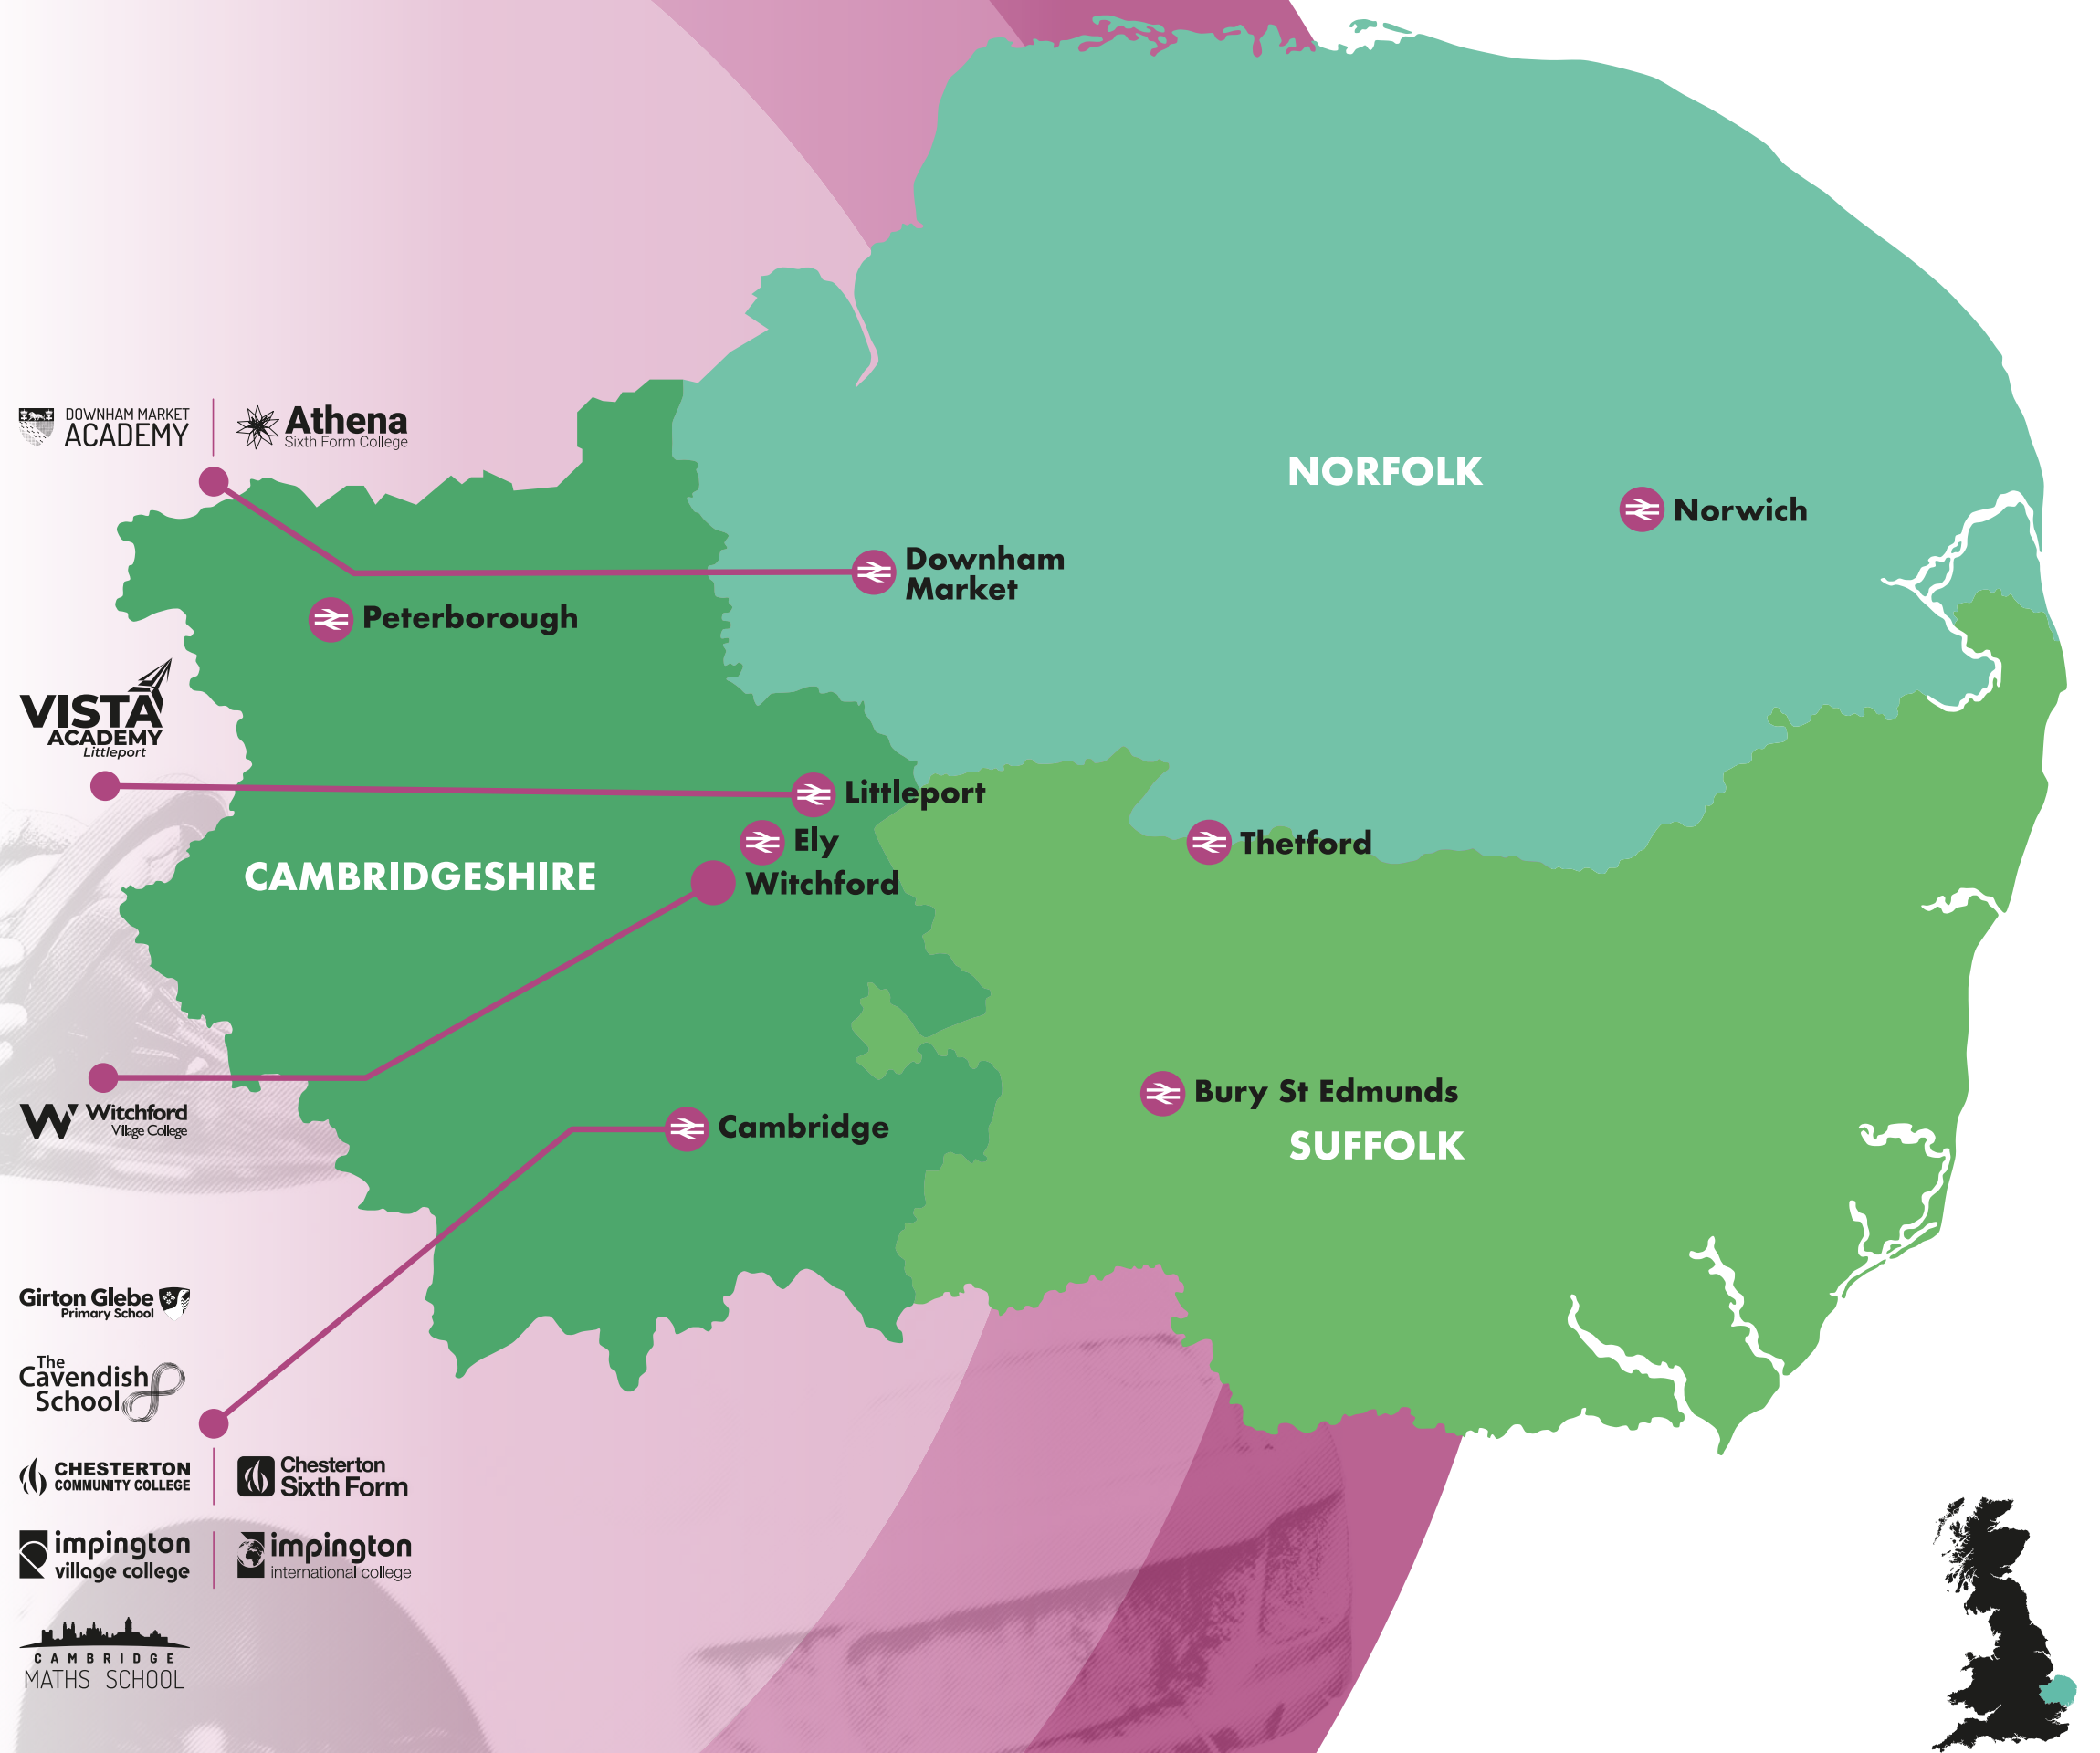 DOWNHAM MARKET
ACADEMY
Athena
Sixth Form College
NORFOLK
Norwich
Downham
Market
Peterborough
VISTA
ACADEMY
Littleport
Littleport
Ely
Witchford
Thetford
CAMBRIDGESHIRE
Witchford
Village College
Cambridge
Bury St Edmunds
SUFFOLK
Girton Glebe
Primary School
The
Cavendish
School
CHESTERTON
COMMUNITY COLLEGE
Chesterton
Sixth Form
impington
village college
impington
international college
CAMBRIDGE
MATHS SCHOOL